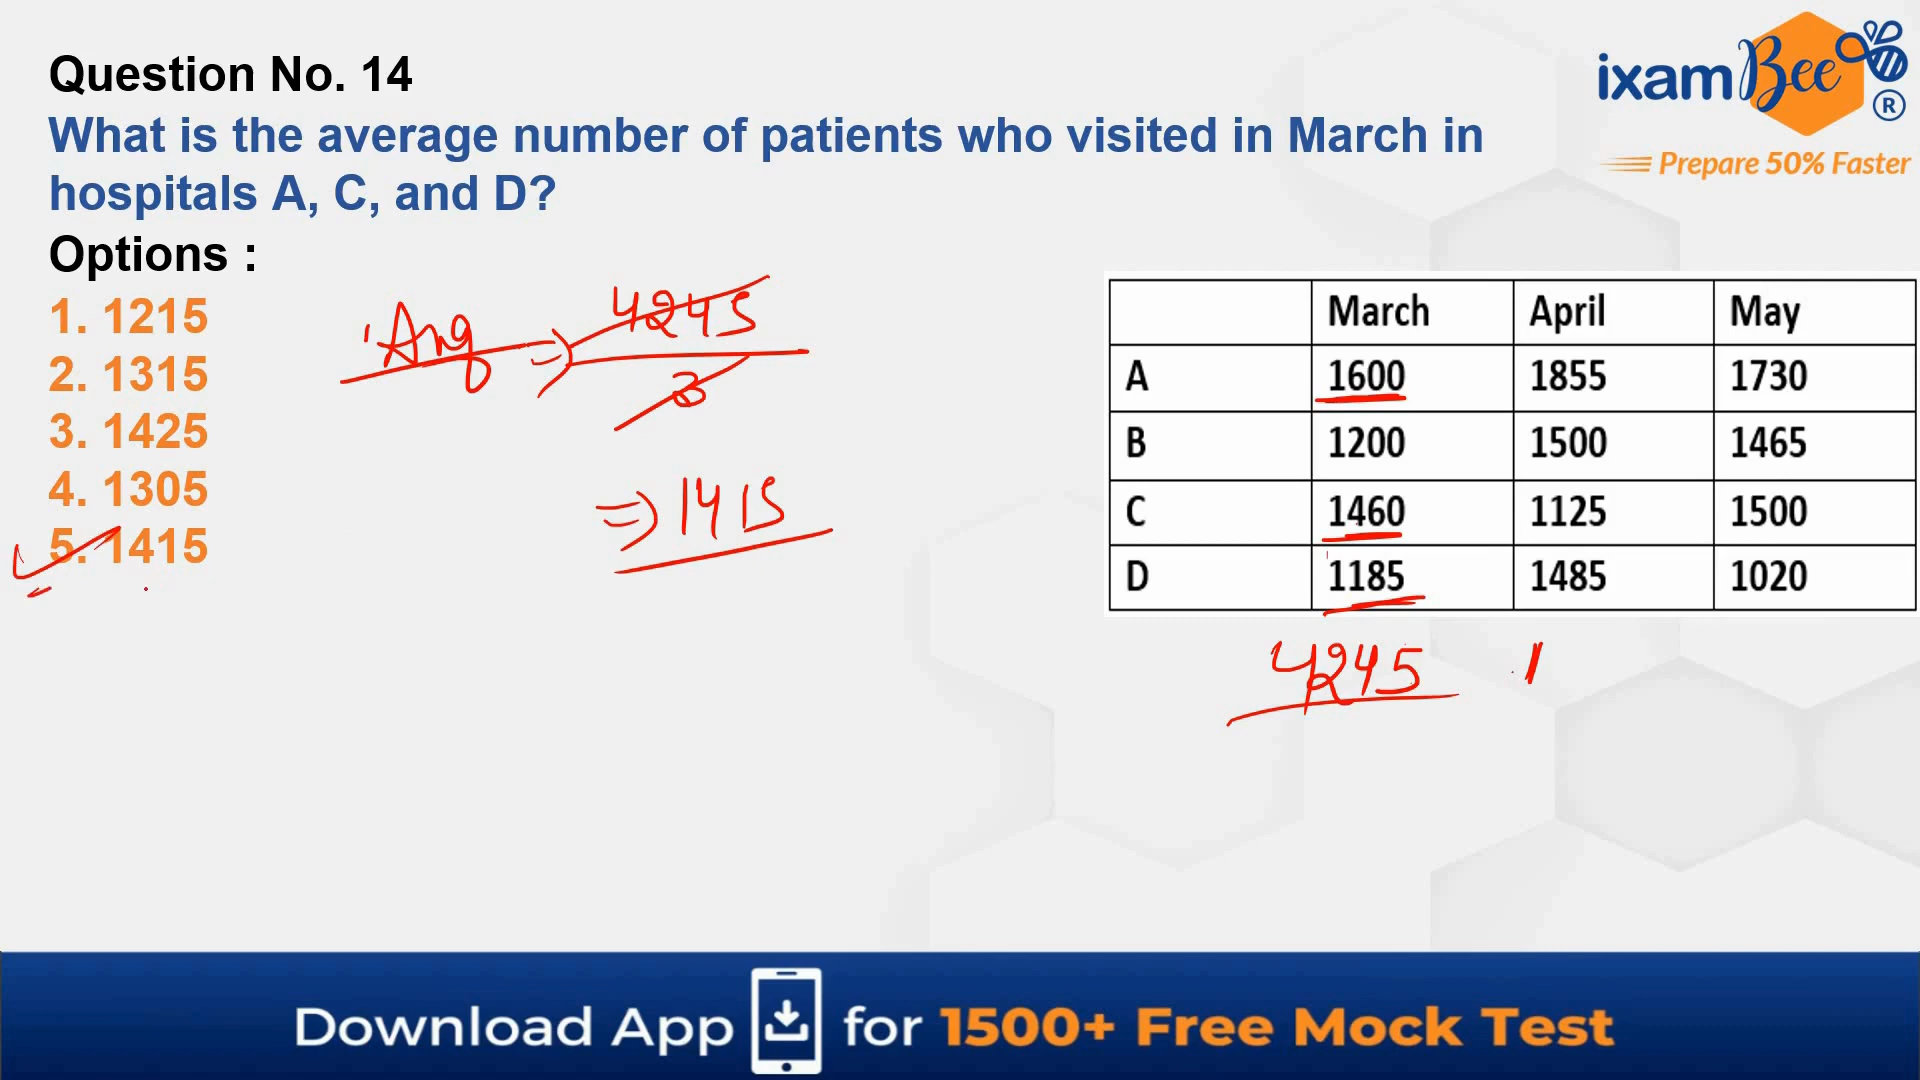 Question No. 14
What is the average number of patients who visited in March in
hospitals A, C, and D?
Options :
1. 1215
2. 1315
3. 1425
4. 1305
5. 1415
ixamBee ®
Prepare 50% Faster
4245
3
=> 1415
March April May
A 1600 1855 1730
B 1200 1500 1465
C 1460 1125 1500
D 1185 1485 1020
4245
Download App for 1500+ Free Mock Test